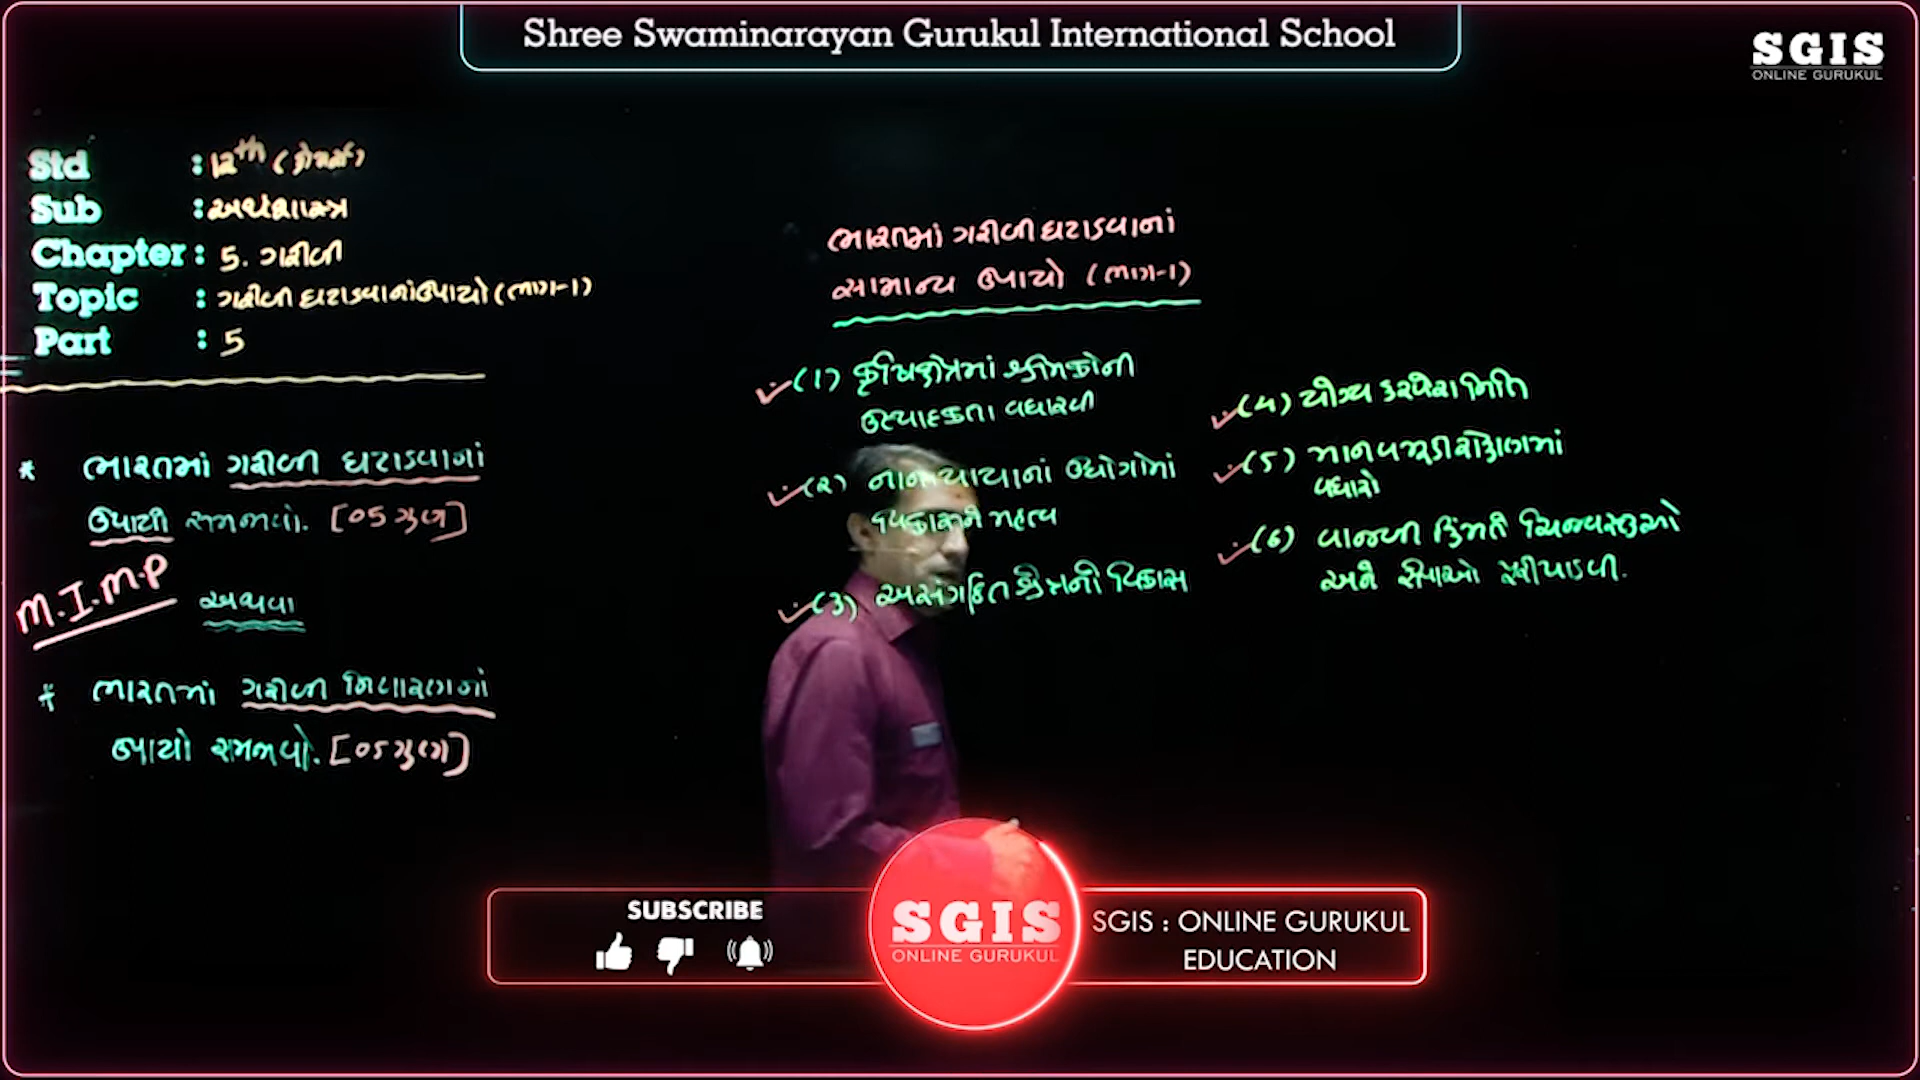 Shree Swaminarayan Gurukul International School
SGIS
ONLINE GURUKUL
Std : 12th (કોમર્સ)
Sub : અર્થશાસ્ત્ર
Chapter : 5. ગરીબી
Topic : ગરીબી ઘટાડવાનાં ઉપાયો (ભાગ-1)
Part : 5
* ભારતમાં ગરીબી ઘટાડવાનાં
ઉપાયો સમજાવો. [05 ગુણ]
M.I.M.P
અથવા
* ભારતમાં ગરીબી નિવારણનાં
ઉપાયો સમજાવો. [05 ગુણ]
ભારતમાં ગરીબી ઘટાડવાનાં
સામાન્ય ઉપાયો (ભાગ-1)
(1) કૃષિક્ષેત્રમાં શ્રમિકોની
ઉત્પાદકતા વધારવી
(2) નાના પાયાનાં ઉદ્યોગોમાં
વિકાસને મહત્વ
(3) અસંગઠિત ક્ષેત્રનો વિકાસ
(4) યોગ્ય કરવેરા નિતિ
(5) માનવમૂડીરોકાણમાં
વધારો
(6) વાજબી કિંમતે ચિજવસ્તુઓ
અને સેવાઓ પૂરી પાડવી.
SUBSCRIBE
SGIS
ONLINE GURUKUL
SGIS : ONLINE GURUKUL
EDUCATION